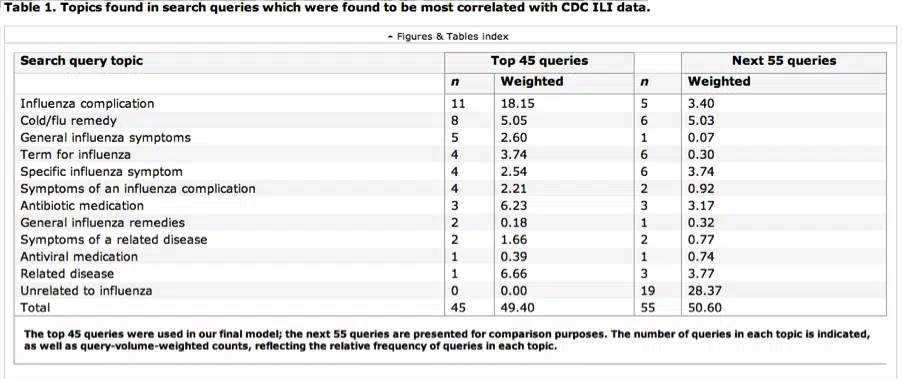 Table 1. Topics found in search queries which were found to be most correlated with CDC ILI data.
Figures & Tables index
Search query topic Top 45 queries Next 55 queries
n Weighted n Weighted
Influenza complication 11 18.15 5 3.40
Cold/flu remedy 8 5.05 6 5.03
General influenza symptoms 5 2.60 1 0.07
Term for influenza 4 3.74 6 0.30
Specific influenza symptom 4 2.54 6 3.74
Symptoms of an influenza complication 4 2.21 2 0.92
Antibiotic medication 3 6.23 3 3.17
General influenza remedies 2 0.18 1 0.32
Symptoms of a related disease 2 1.66 2 0.77
Antiviral medication 1 0.39 1 0.74
Related disease 1 6.66 3 3.77
Unrelated to influenza 0 0.00 19 28.37
Total 45 49.40 55 50.60
The top 45 queries were used in our final model; the next 55 queries are presented for comparison purposes. The number of queries in each topic is indicated,
as well as query-volume-weighted counts, reflecting the relative frequency of queries in each topic.